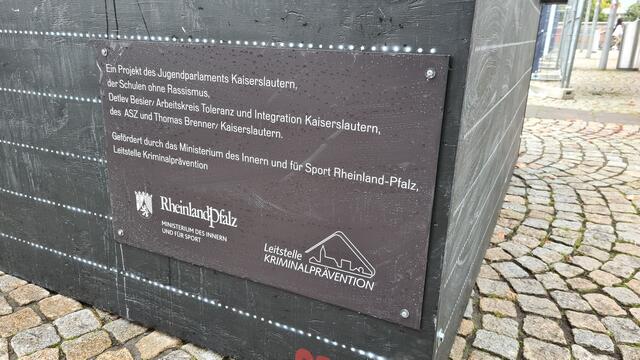 Ein Projekt des Jugendparlaments Kaiserslautern,
der Schulen ohne Rassismus,
Detlev Besier/ Arbeitskreis Toleranz und Integration Kaiserslautern,
des ASZ und Thomas Brenner/ Kaiserslautern.
Gefördert durch das Ministerium des Innern und für Sport Rheinland-Pfalz,
Leitstelle Kriminalprävention
RheinlandPfalz
MINISTERIUM DES INNERN
UND FÜR SPORT
Leitstelle
KRIMINALPRÄVENTION